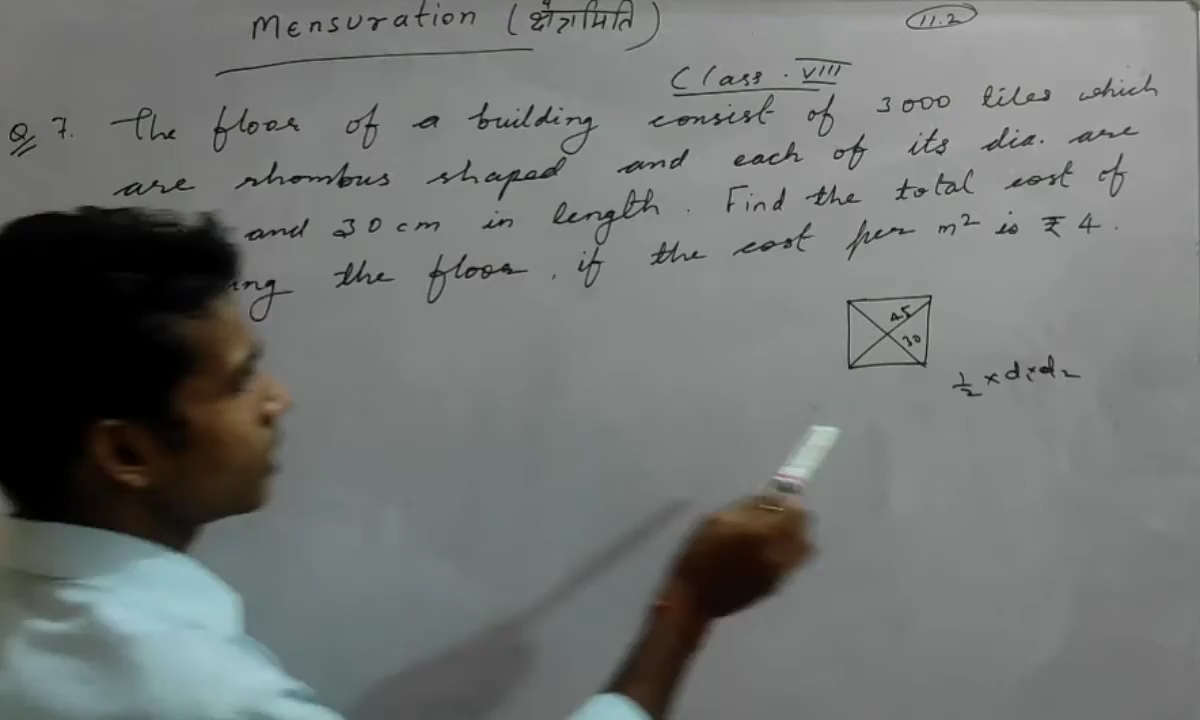 Mensuration (क्षेत्रमिति)
11.2
Class. VIII
Q 7. The floor of a building consist of 3000 tiles which
are rhombus shaped and each of its dia. are
and 30 cm in length. Find the total cost of
ing the floor, if the cost per m² is ₹ 4.
45
30
½ × d₁ × d₂